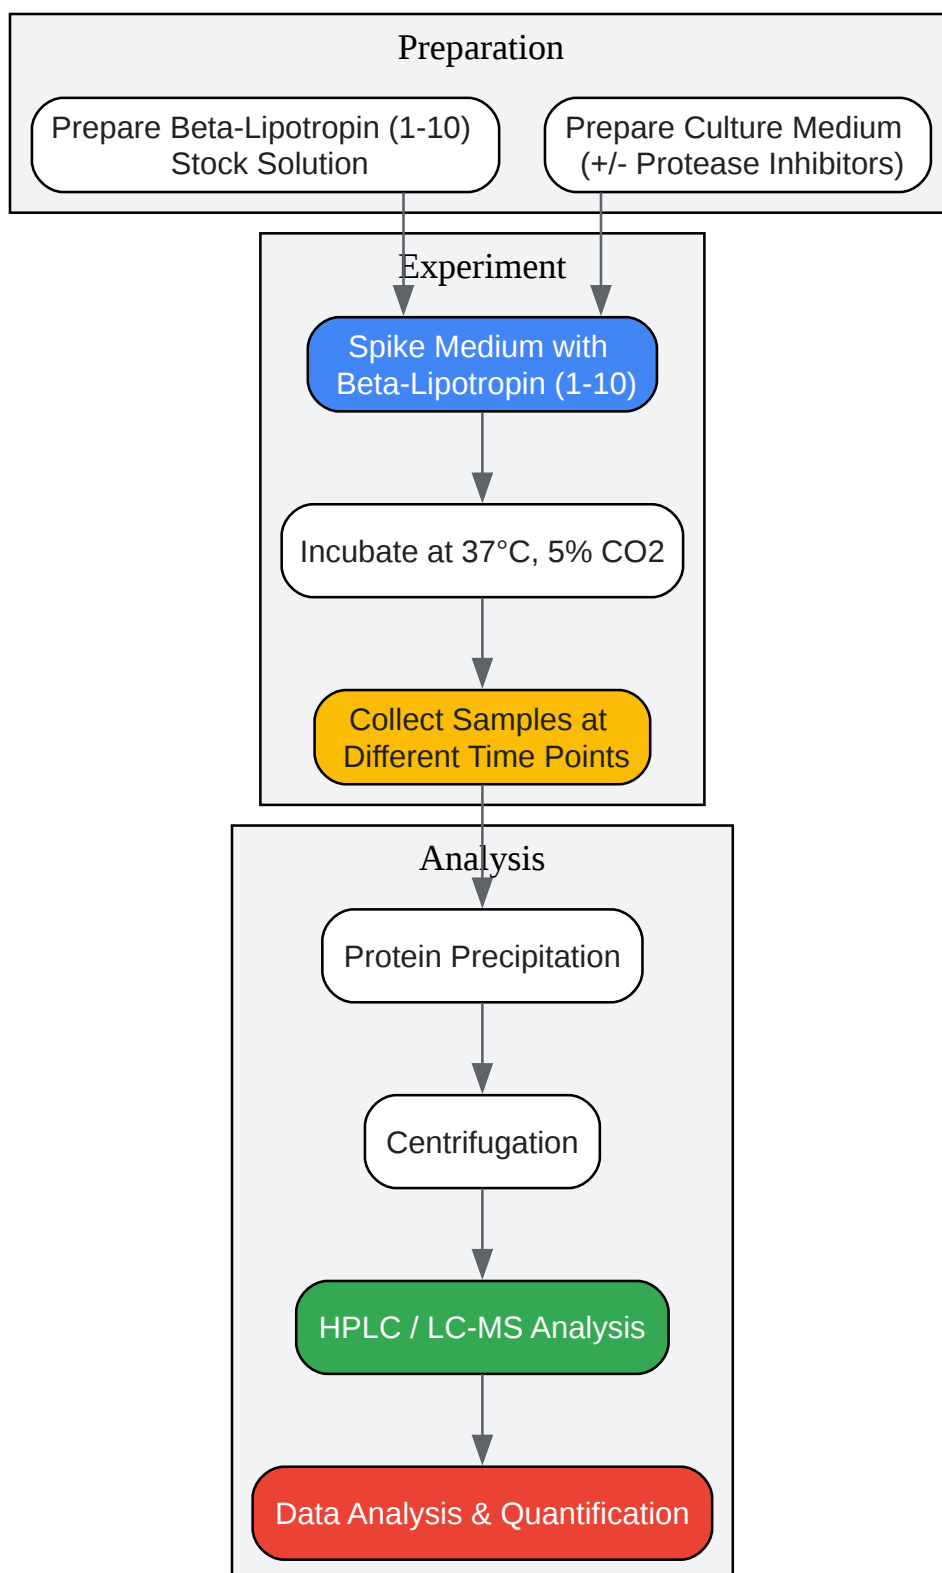 Preparation
Prepare Beta-Lipotropin (1-10)
Stock Solution
Prepare Culture Medium
(+/- Protease Inhibitors)
Experiment
Spike Medium with
Beta-Lipotropin (1-10)
Incubate at 37°C, 5% CO2
Collect Samples at
Different Time Points
Analysis
Protein Precipitation
Centrifugation
HPLC / LC-MS Analysis
Data Analysis & Quantification